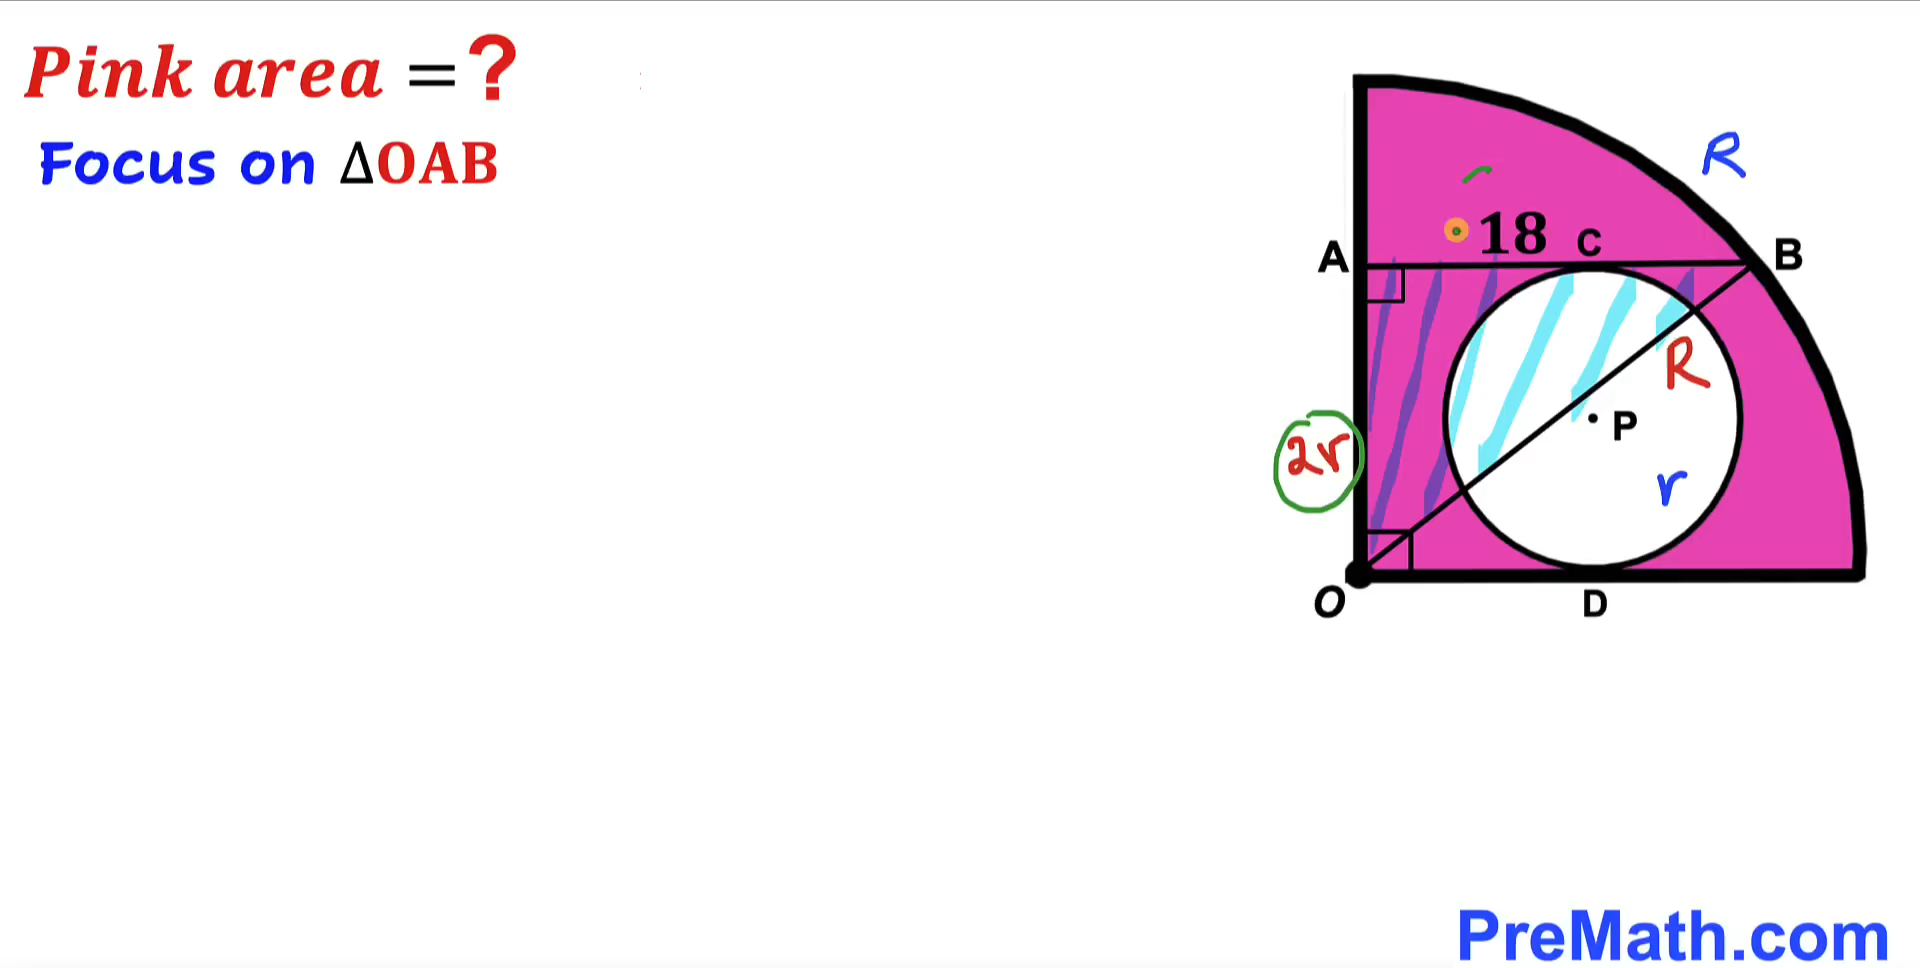 Pink area =?
Focus on ΔOAB
R
18 C
A
B
R
2r
P
r
O
D
PreMath.com